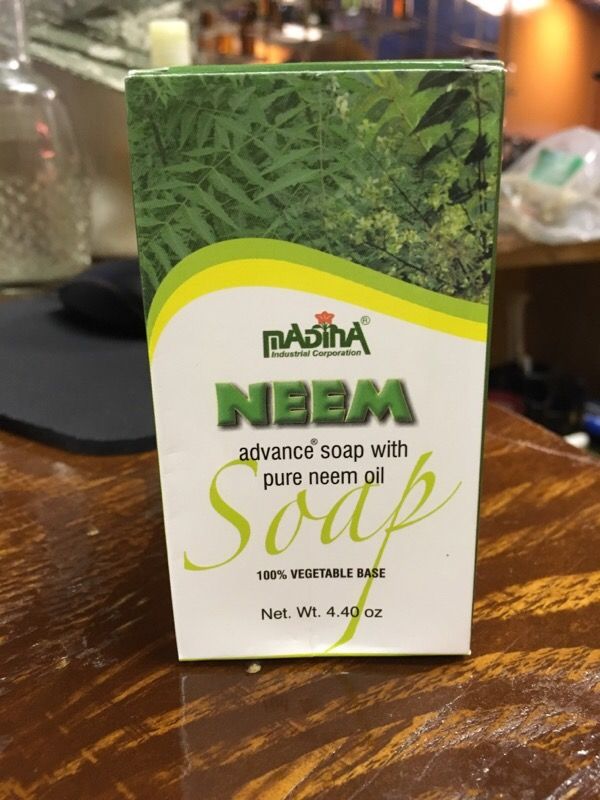 MADINA®
Industrial Corporation
NEEM
advance® soap with
pure neem oil
Soap
100% VEGETABLE BASE
Net. Wt. 4.40 oz